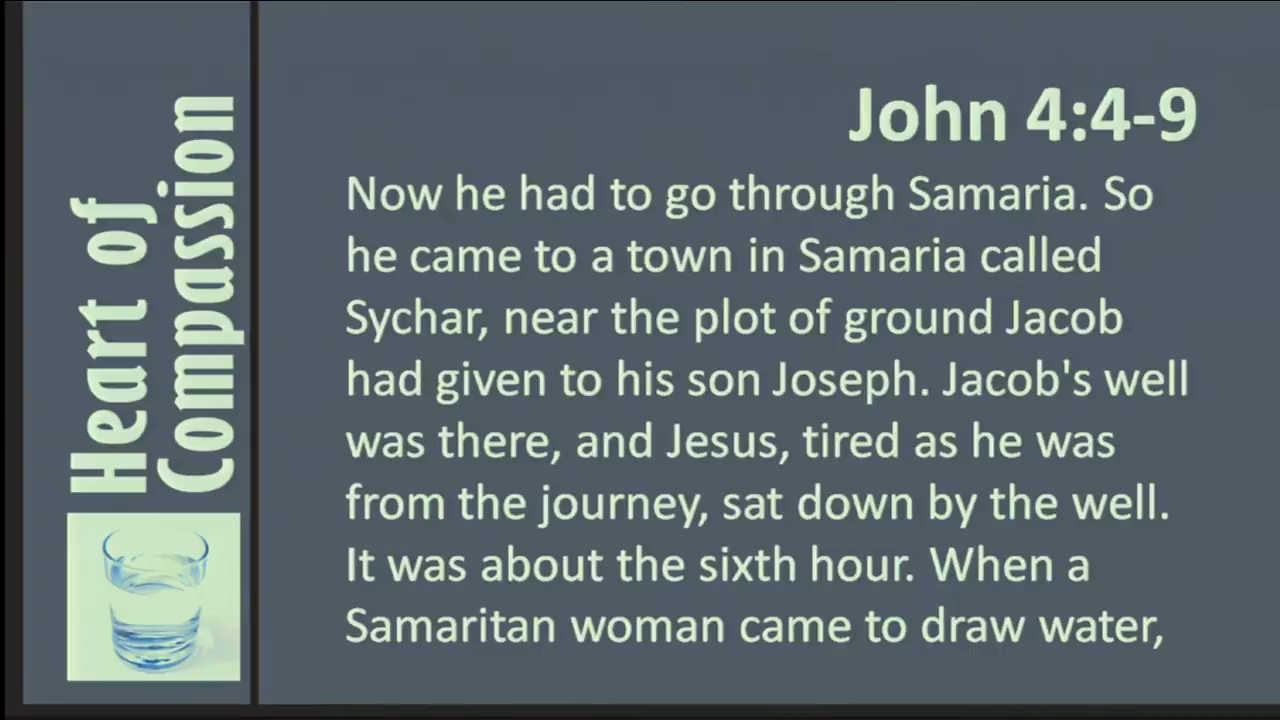 Heart of
Compassion
John 4:4-9
Now he had to go through Samaria. So
he came to a town in Samaria called
Sychar, near the plot of ground Jacob
had given to his son Joseph. Jacob's well
was there, and Jesus, tired as he was
from the journey, sat down by the well.
It was about the sixth hour. When a
Samaritan woman came to draw water,